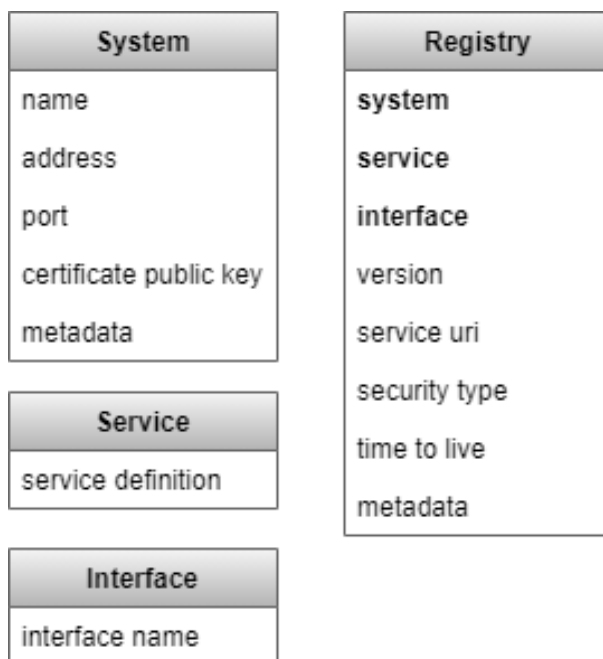 System
name
address
port
certificate public key
metadata
Service
service definition
Interface
interface name
Registry
system
service
interface
version
service uri
security type
time to live
metadata